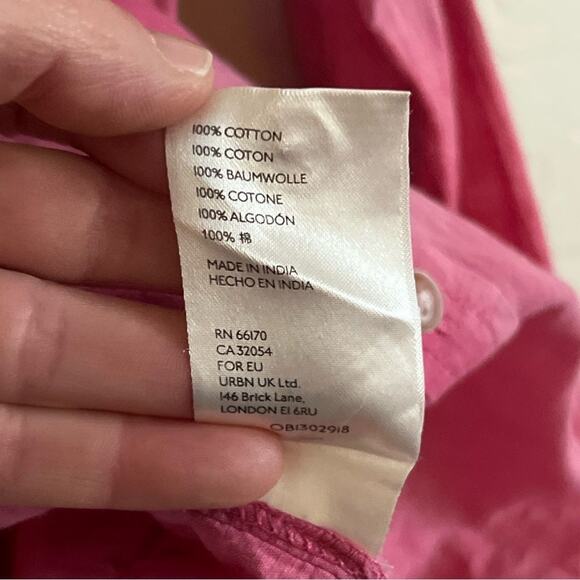 100% COTTON
100% COTON
100% BAUMWOLLE
100% COTONE
100% ALGODÓN
100% 棉
MADE IN INDIA
HECHO EN INDIA
RN 66170
CA 32054
FOR EU
URBN UK Ltd.
146 Brick Lane,
LONDON E1 6RU
OB1302918